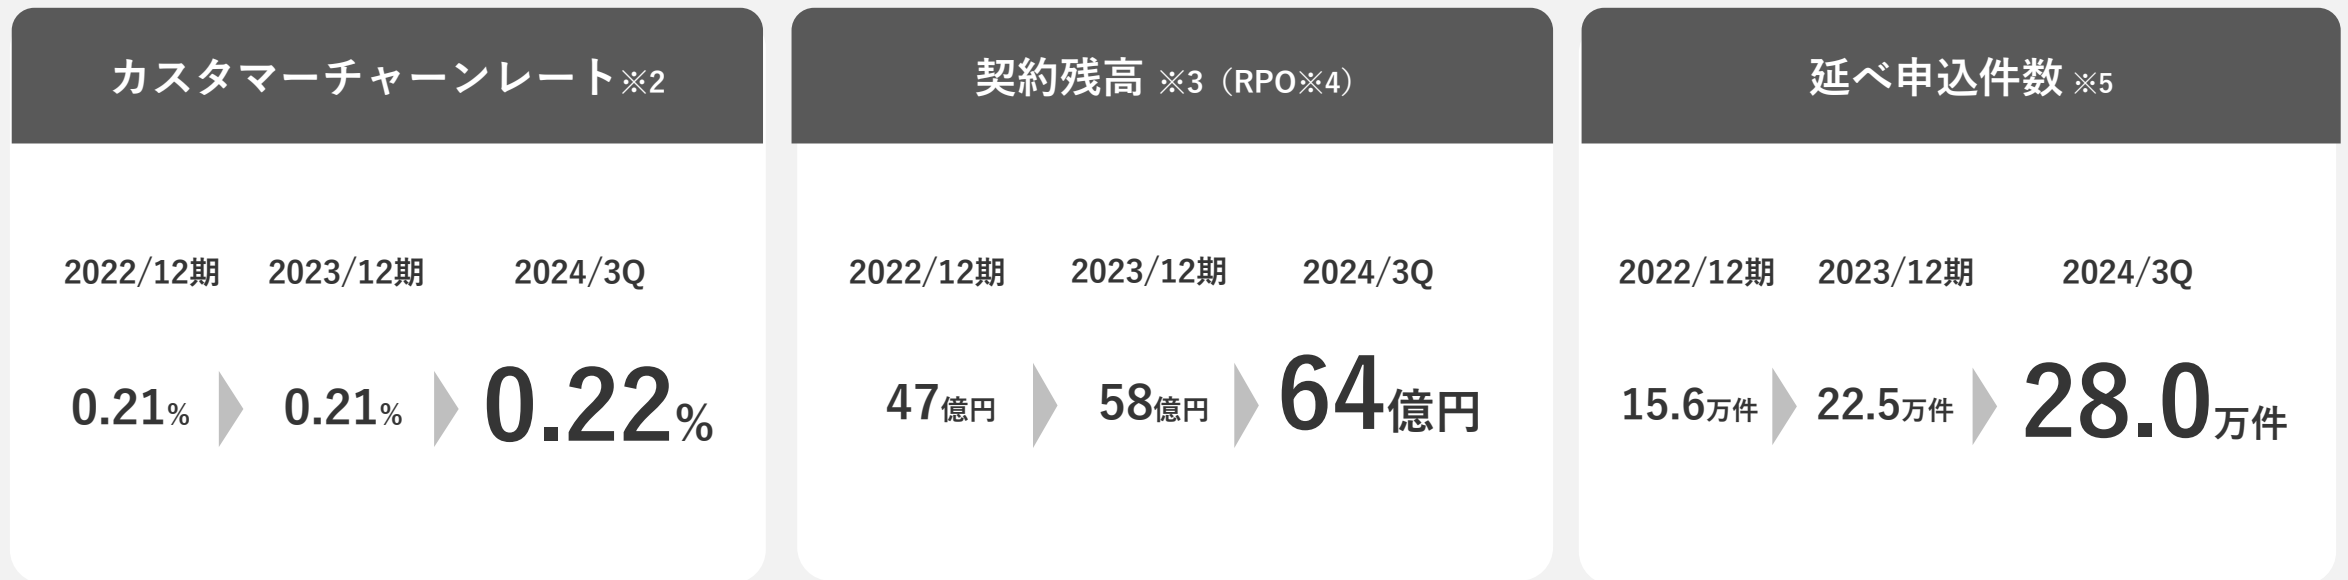 カスタマーチャーンレート※2
2022/12期 2023/12期 2024/3Q
0.21% 0.21% 0.22%
契約残高 ※3（RPO※4）
2022/12期 2023/12期 2024/3Q
47億円 58億円 64億円
延べ申込件数 ※5
2022/12期 2023/12期 2024/3Q
15.6万件 22.5万件 28.0万件